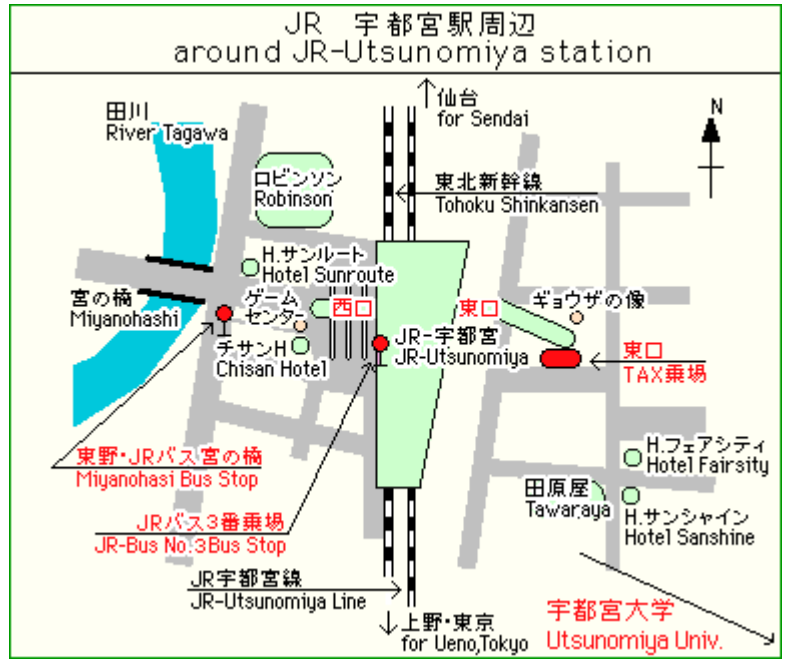 JR 宇都宮駅周辺
around JR-Utsunomiya station
田川
River Tagawa
仙台
for Sendai
N
ロビンソン
Robinson
東北新幹線
Tohoku Shinkansen
H.サンルート
Hotel Sunroute
宮の橋
Miyanohashi
ゲーム
センター
西口
東口
ギョウザの像
チサンH
Chisan Hotel
JR-宇都宮
JR-Utsunomiya
東口
TAX乗場
東野・JRバス宮の橋
Miyanohasi Bus Stop
H.フェアシティ
Hotel Fairsity
田原屋
Tawaraya
H.サンシャイン
Hotel Sanshine
JRバス3番乗場
JR-Bus No.3Bus Stop
JR宇都宮線
JR-Utsunomiya Line
上野・東京
for Ueno,Tokyo
宇都宮大学
Utsunomiya Univ.